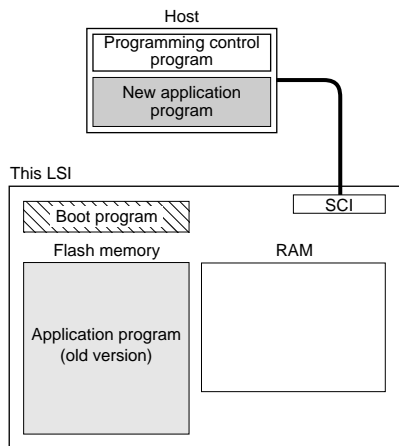 Host
Programming control
program
New application
program
This LSI
SCI
Boot program
Flash memory
RAM
Application program
(old version)